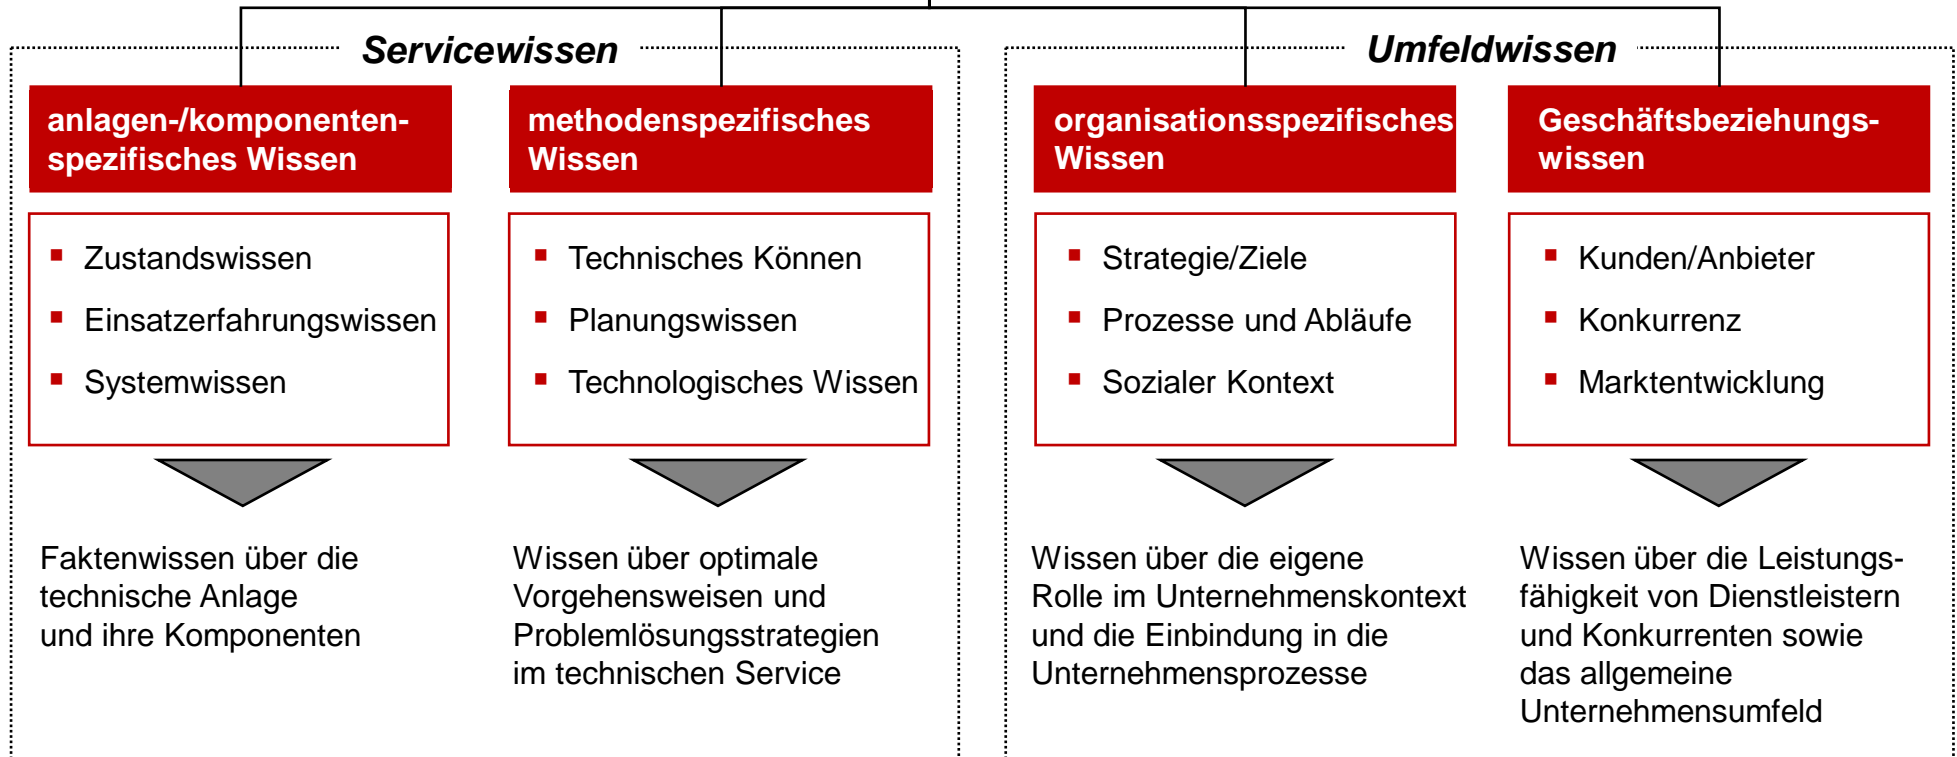 Servicewissen
anlagen-/komponenten-
spezifisches Wissen
Zustandswissen
Einsatzerfahrungswissen
Systemwissen
Faktenwissen über die
technische Anlage
und ihre Komponenten
methodenspezifisches
Wissen
Technisches Können
Planungswissen
Technologisches Wissen
Wissen über optimale
Vorgehensweisen und
Problemlösungsstrategien
im technischen Service
Umfeldwissen
organisationsspezifisches
Wissen
Strategie/Ziele
Prozesse und Abläufe
Sozialer Kontext
Wissen über die eigene
Rolle im Unternehmenskontext
und die Einbindung in die
Unternehmensprozesse
Geschäftsbeziehungs-
wissen
Kunden/Anbieter
Konkurrenz
Marktentwicklung
Wissen über die Leistungs-
fähigkeit von Dienstleistern
und Konkurrenten sowie
das allgemeine
Unternehmensumfeld